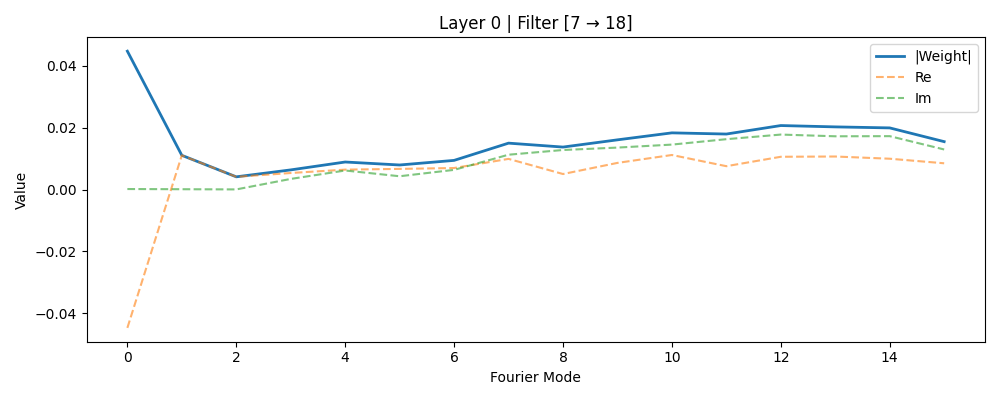 Layer 0 | Filter [7 → 18]
|Weight|
Re
Im
0.04
0.02
0.00
−0.02
−0.04
Value
0 2 4 6 8 10 12 14
Fourier Mode